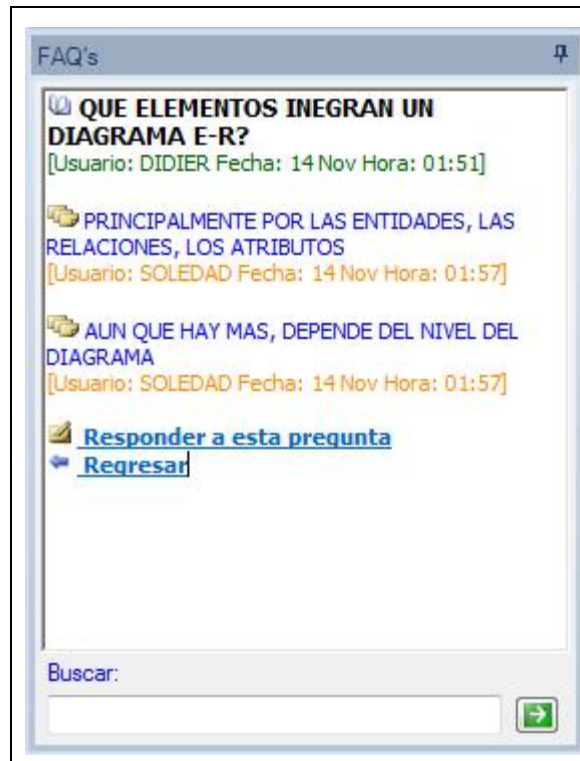 FAQ's
QUE ELEMENTOS INEGRAN UN
DIAGRAMA E-R?
[Usuario: DIDIER Fecha: 14 Nov Hora: 01:51]
PRINCIPALMENTE POR LAS ENTIDADES, LAS
RELACIONES, LOS ATRIBUTOS
[Usuario: SOLEDAD Fecha: 14 Nov Hora: 01:57]
AUN QUE HAY MAS, DEPENDE DEL NIVEL DEL
DIAGRAMA
[Usuario: SOLEDAD Fecha: 14 Nov Hora: 01:57]
Responder a esta pregunta
Regresar
Buscar: